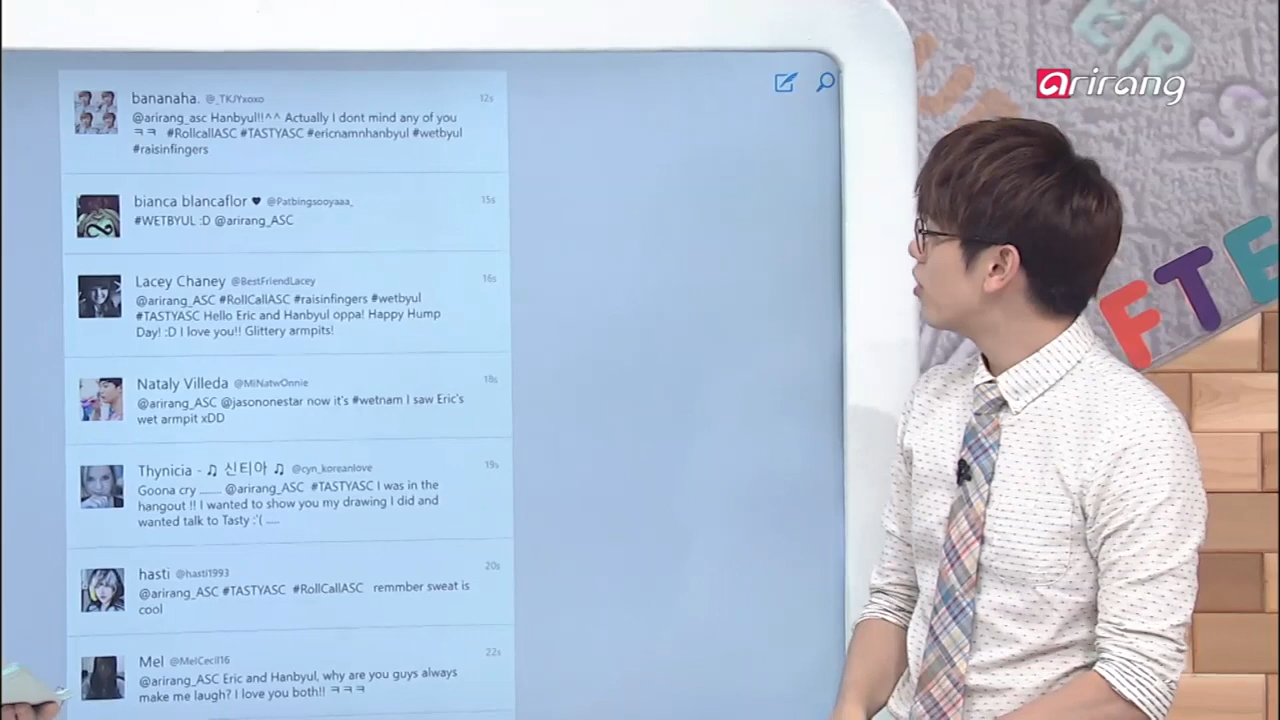 arirang
bananaha. @_TKJYxoxo 12s
@arirang_asc Hanbyul!!^^ Actually I dont mind any of you
ㅋㅋ #RollcallASC #TASTYASC #ericnamnhanbyul #wetbyul
#raisinfingers
bianca blancaflor ♥ @Patbingsooyaaa_ 15s
#WETBYUL :D @arirang_ASC
Lacey Chaney @BestFriendLacey 16s
@arirang_ASC #RollCallASC #raisinfingers #wetbyul
#TASTYASC Hello Eric and Hanbyul oppa! Happy Hump
Day! :D I love you!! Glittery armpits!
Nataly Villeda @MiNatwOnnie 18s
@arirang_ASC @jasononestar now it's #wetnam I saw Eric's
wet armpit xDD
Thynicia - ♫ 신티아 ♫ @cyn_koreanlove 19s
Goona cry ........ @arirang_ASC #TASTYASC I was in the
hangout !! I wanted to show you my drawing I did and
wanted talk to Tasty :'( .....
hasti @hasti1993 20s
@arirang_ASC #TASTYASC #RollCallASC remmber sweat is
cool
Mel @MelCecil16 22s
@arirang_ASC Eric and Hanbyul, why are you guys always
make me laugh? I love you both!! ㅋㅋㅋ
ER
S
FTE